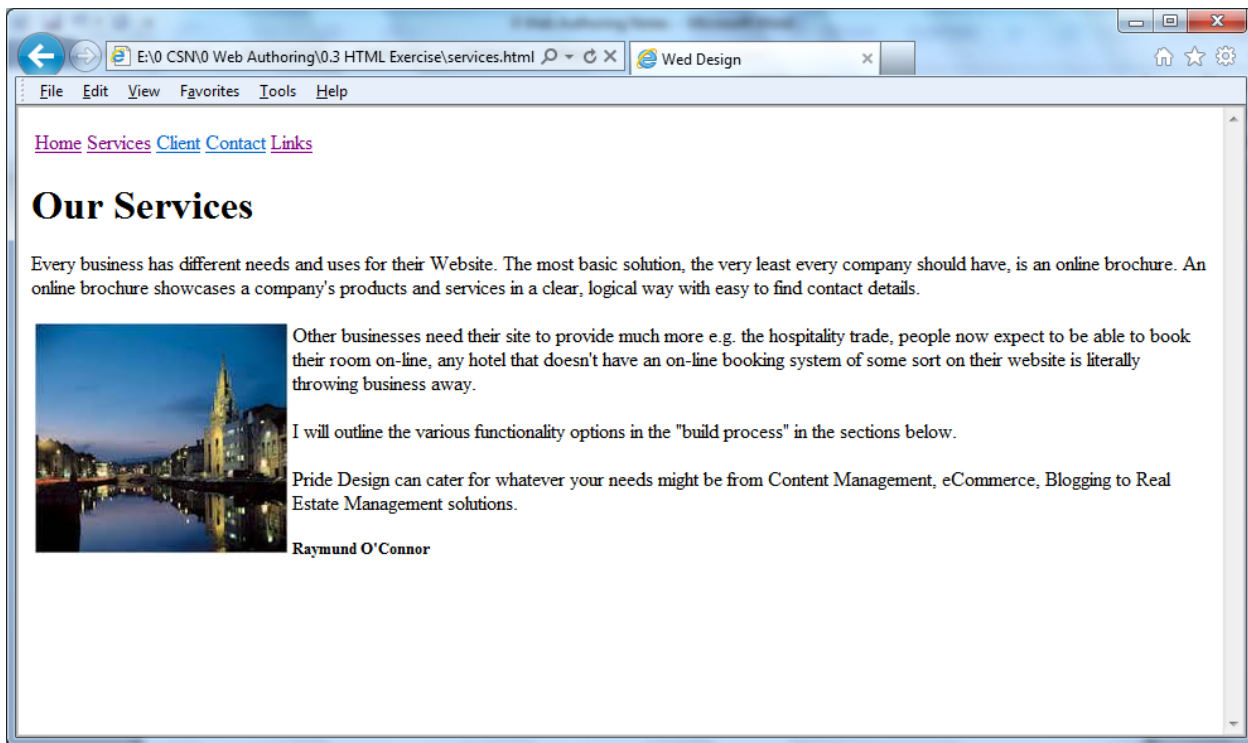 E:\0 CSN\0 Web Authoring\0.3 HTML Exercise\services.html
Wed Design
File Edit View Favorites Tools Help
Home Services Client Contact Links
Our Services
Every business has different needs and uses for their Website. The most basic solution, the very least every company should have, is an online brochure. An
online brochure showcases a company's products and services in a clear, logical way with easy to find contact details.
Other businesses need their site to provide much more e.g. the hospitality trade, people now expect to be able to book
their room on-line, any hotel that doesn't have an on-line booking system of some sort on their website is literally
throwing business away.
I will outline the various functionality options in the "build process" in the sections below.
Pride Design can cater for whatever your needs might be from Content Management, eCommerce, Blogging to Real
Estate Management solutions.
Raymund O'Connor